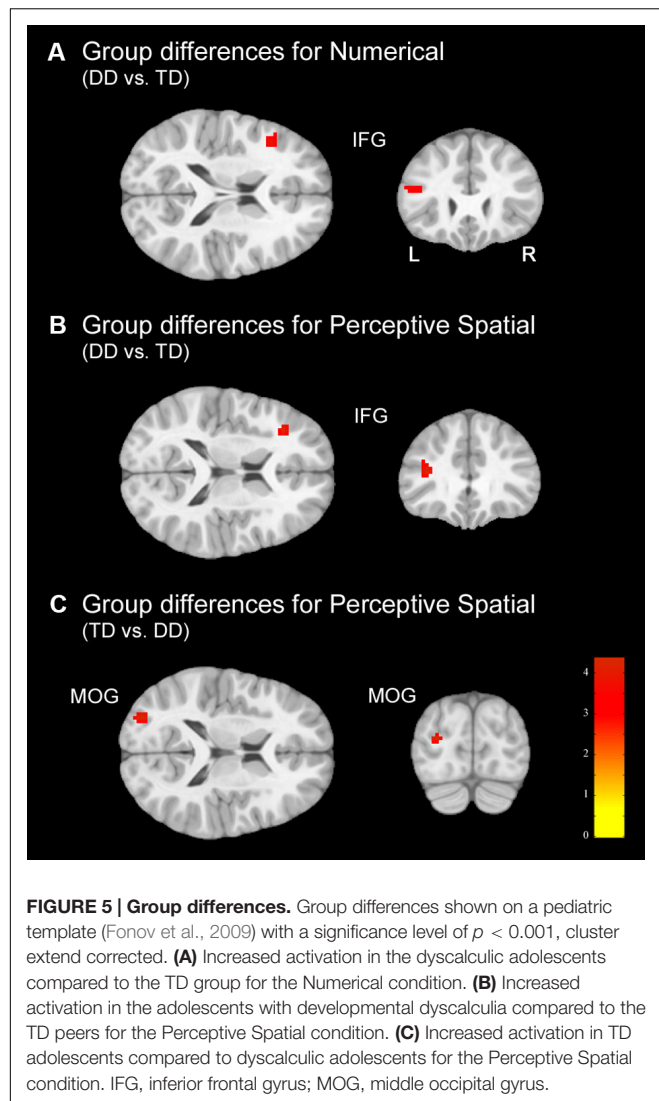 A Group differences for Numerical
(DD vs. TD)
IFG
L R
B Group differences for Perceptive Spatial
(DD vs. TD)
IFG
C Group differences for Perceptive Spatial
(TD vs. DD)
MOG MOG
4
3
2
1
0
FIGURE 5 | Group differences. Group differences shown on a pediatric
template (Fonov et al., 2009) with a significance level of p < 0.001, cluster
extend corrected. (A) Increased activation in the dyscalculic adolescents
compared to the TD group for the Numerical condition. (B) Increased
activation in the adolescents with developmental dyscalculia compared to the
TD peers for the Perceptive Spatial condition. (C) Increased activation in TD
adolescents compared to dyscalculic adolescents for the Perceptive Spatial
condition. IFG, inferior frontal gyrus; MOG, middle occipital gyrus.